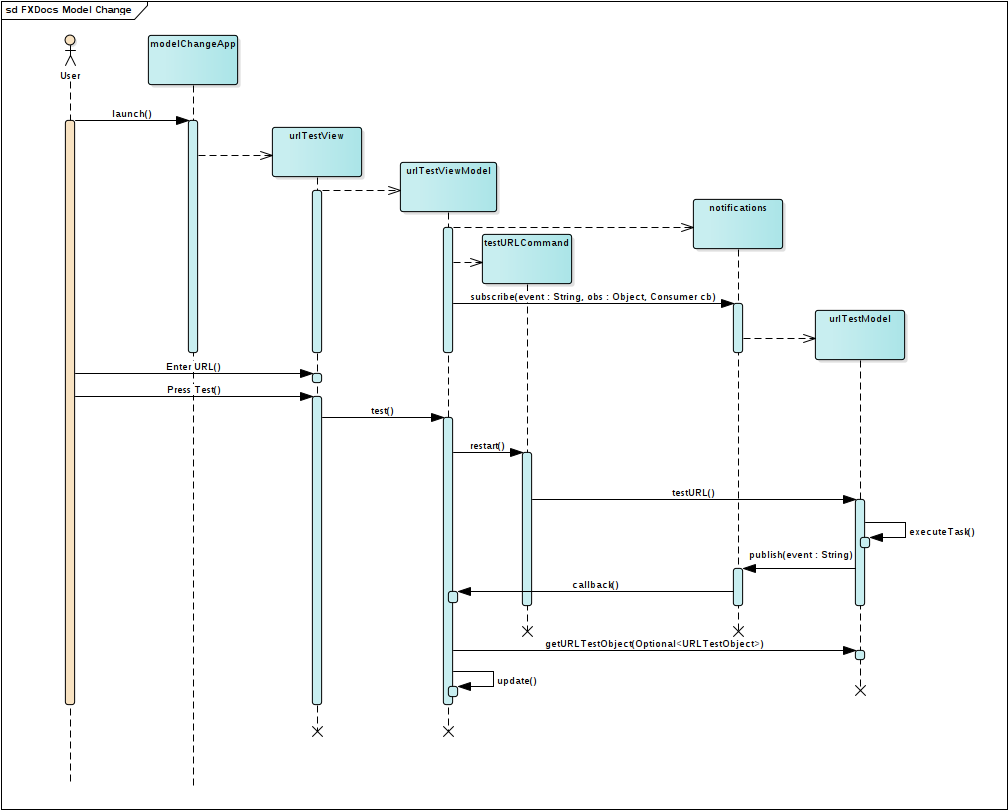 sd FXDocs Model Change
modelChangeApp
User
launch()
urlTestView
urlTestViewModel
notifications
testURLCommand
subscribe(event : String, obs : Object, Consumer cb)
urlTestModel
Enter URL()
Press Test()
test()
restart()
testURL()
executeTask()
publish(event : String)
callback()
getURLTestObject(Optional<URLTestObject>)
update()